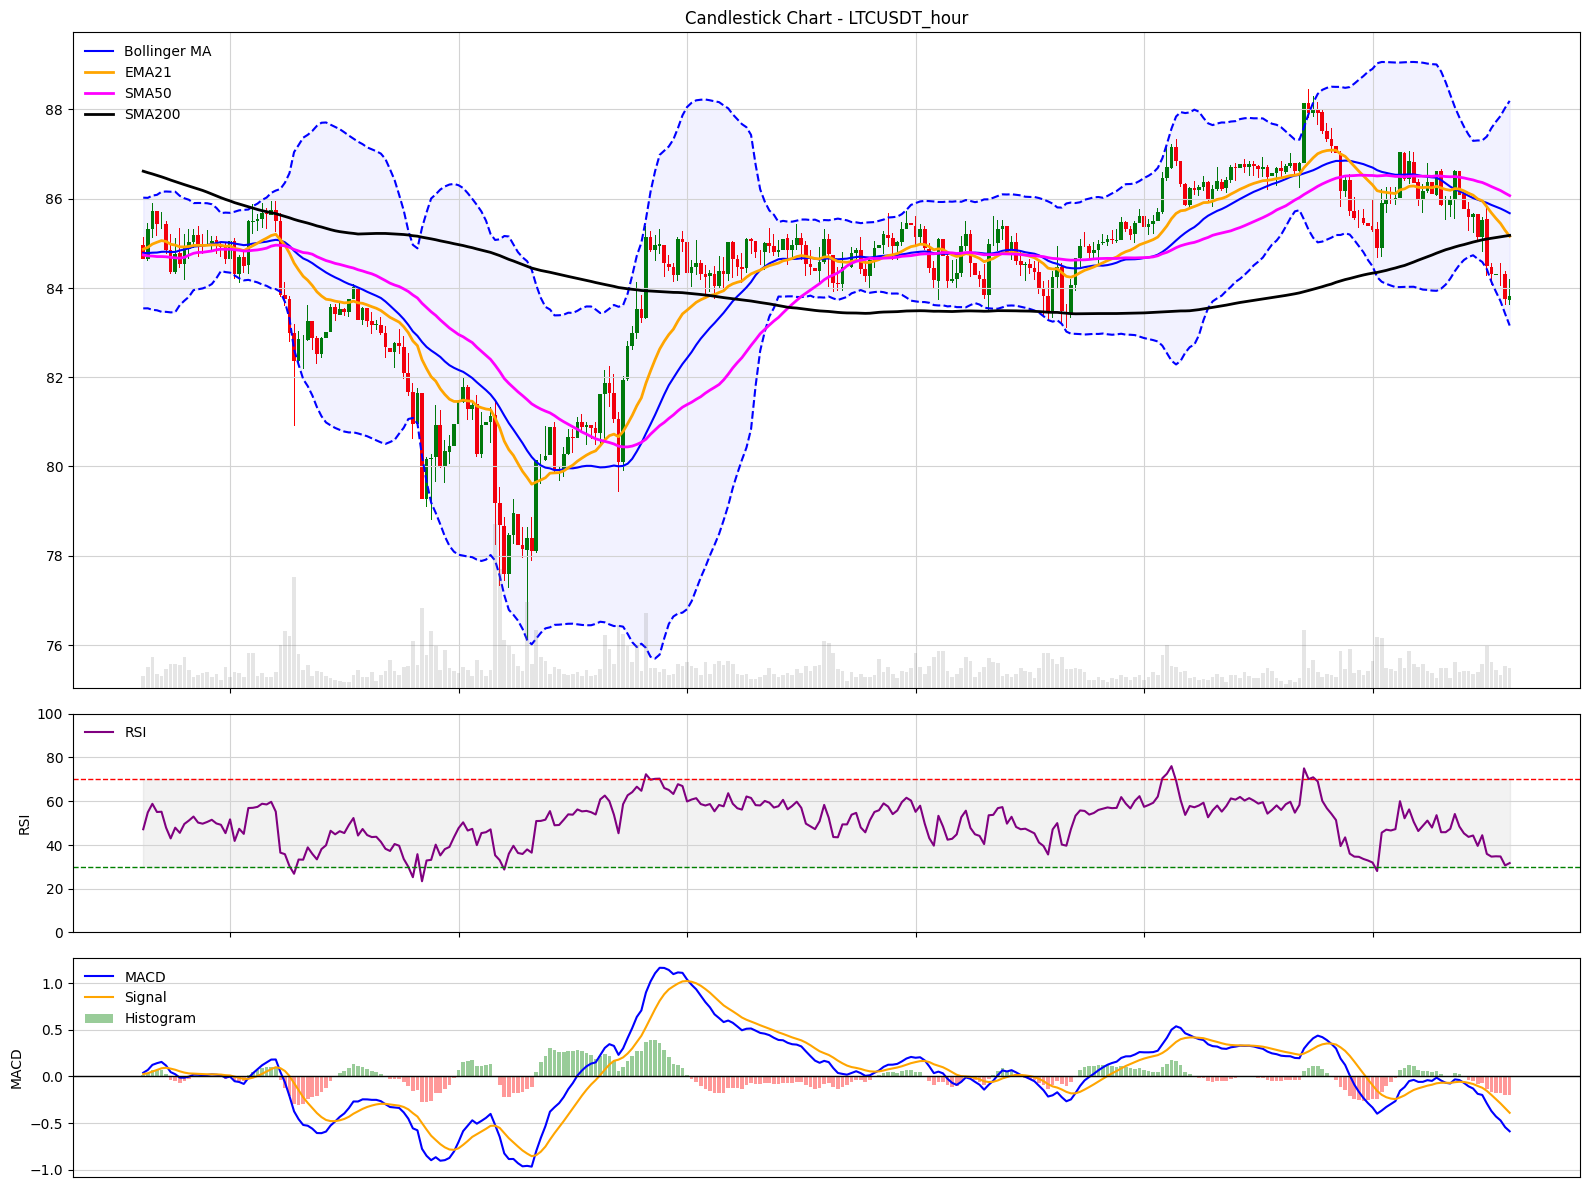 Candlestick Chart - LTCUSDT_hour
Bollinger MA
EMA21
SMA50
SMA200
88
86
84
82
80
78
76
RSI
100
80
60
40
20
0
RSI
MACD
Signal
Histogram
1.0
0.5
0.0
−0.5
−1.0
MACD